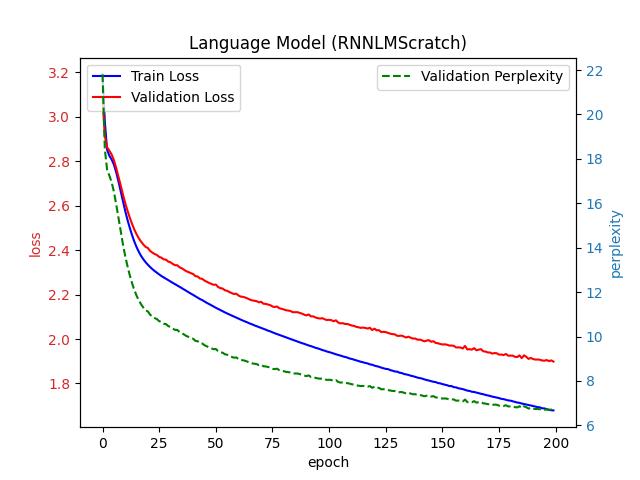 Language Model (RNNLMScratch)
Train Loss
Validation Loss
Validation Perplexity
loss
3.2
3.0
2.8
2.6
2.4
2.2
2.0
1.8
perplexity
22
20
18
16
14
12
10
8
6
0 25 50 75 100 125 150 175 200
epoch